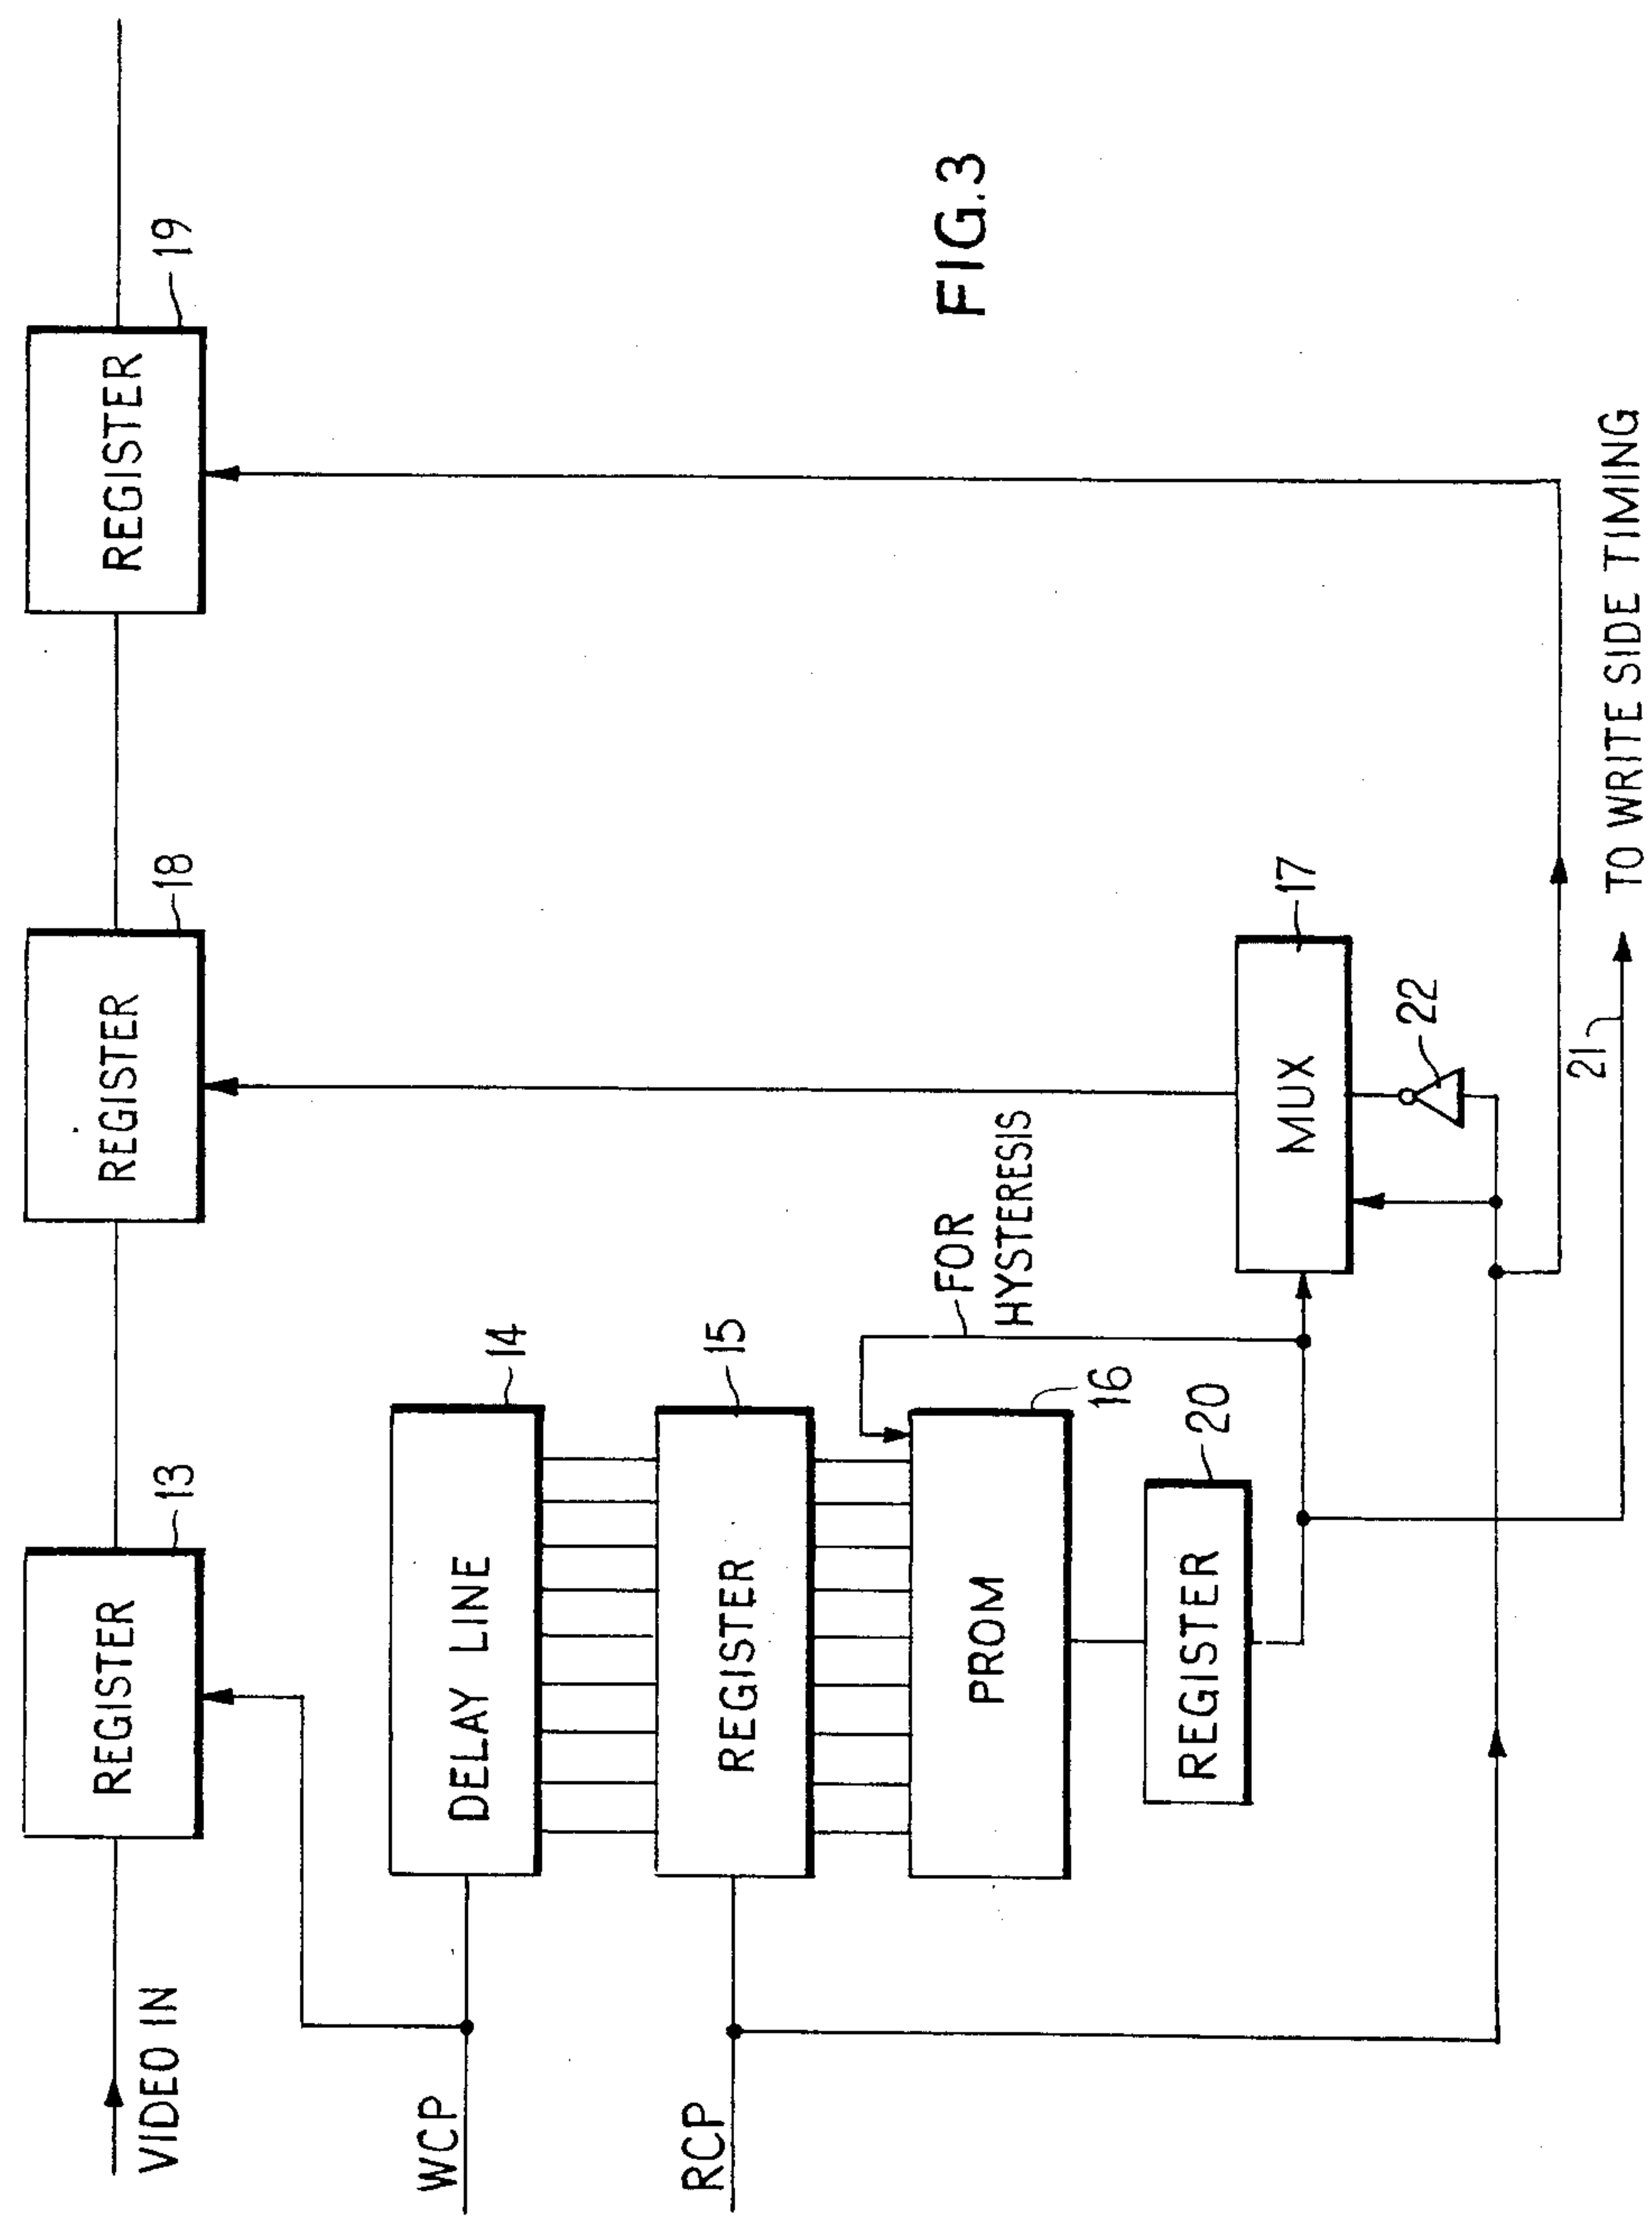 VIDEO IN
REGISTER
13
REGISTER
18
REGISTER
19
WCP
DELAY LINE
14
RCP
REGISTER
15
PROM
16
FOR
HYSTERESIS
REGISTER
20
MUX
17
22
21
TO WRITE SIDE TIMING
FIG.3